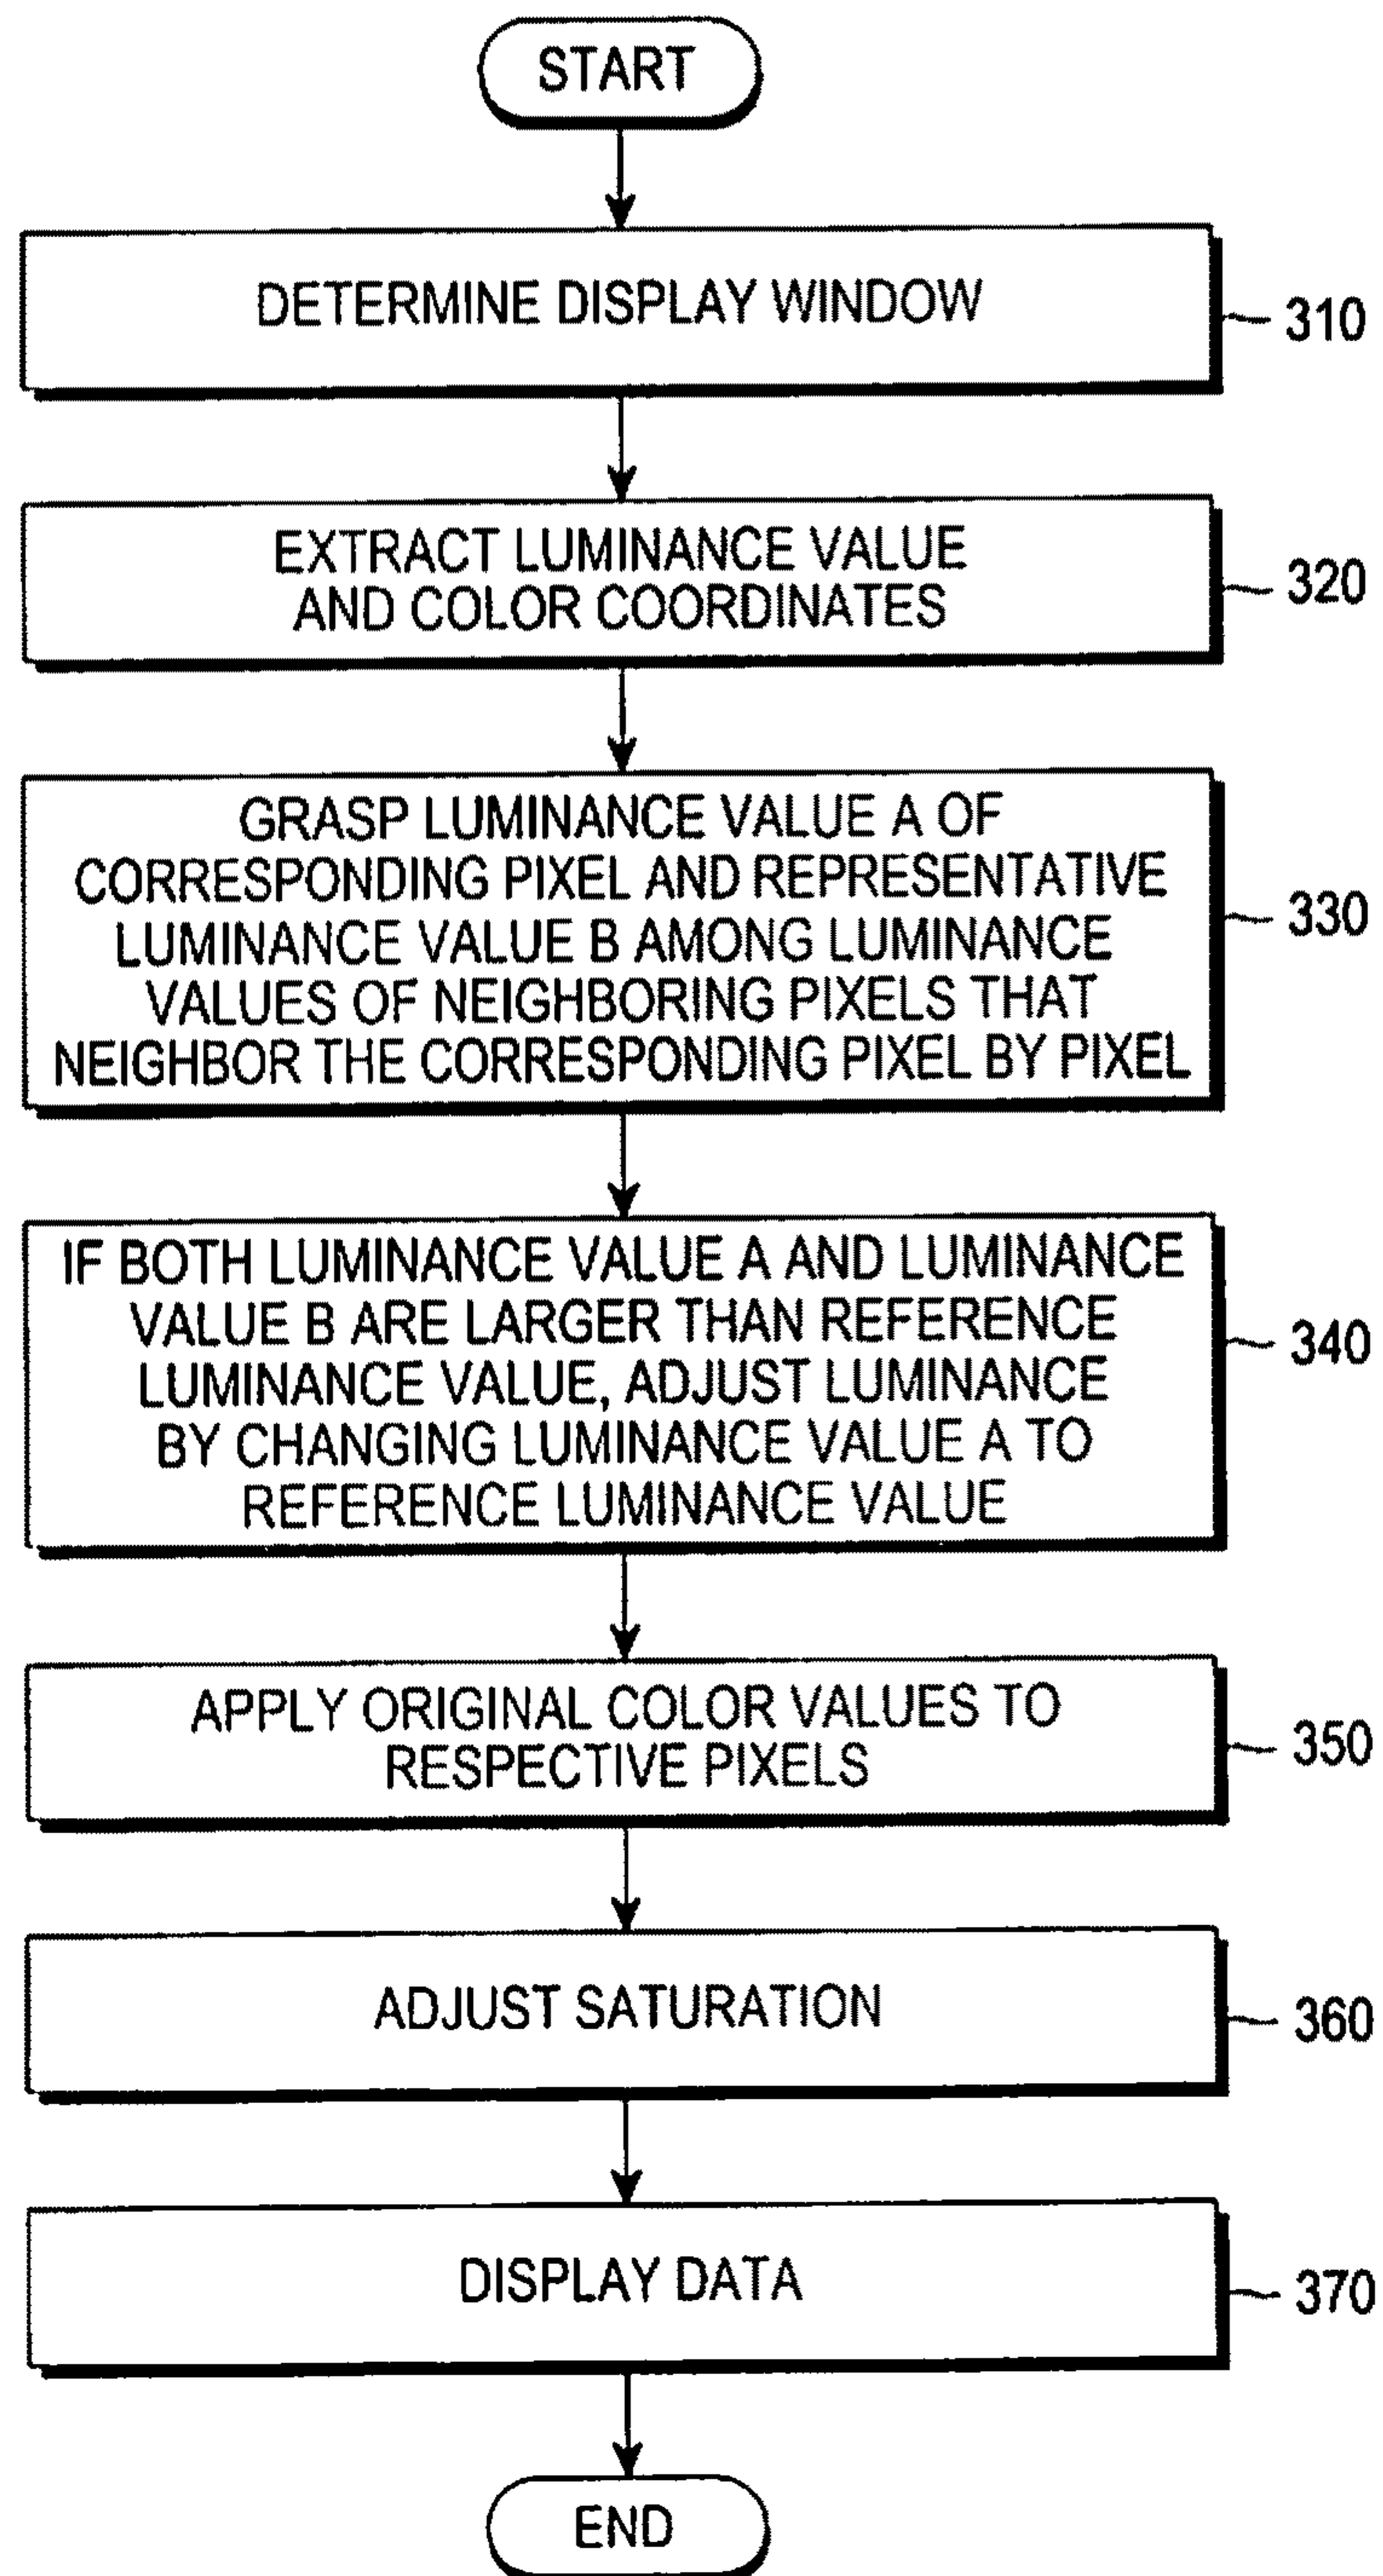 START
DETERMINE DISPLAY WINDOW
310
EXTRACT LUMINANCE VALUE
AND COLOR COORDINATES
320
GRASP LUMINANCE VALUE A OF
CORRESPONDING PIXEL AND REPRESENTATIVE
LUMINANCE VALUE B AMONG LUMINANCE
VALUES OF NEIGHBORING PIXELS THAT
NEIGHBOR THE CORRESPONDING PIXEL BY PIXEL
330
IF BOTH LUMINANCE VALUE A AND LUMINANCE
VALUE B ARE LARGER THAN REFERENCE
LUMINANCE VALUE, ADJUST LUMINANCE
BY CHANGING LUMINANCE VALUE A TO
REFERENCE LUMINANCE VALUE
340
APPLY ORIGINAL COLOR VALUES TO
RESPECTIVE PIXELS
350
ADJUST SATURATION
360
DISPLAY DATA
370
END